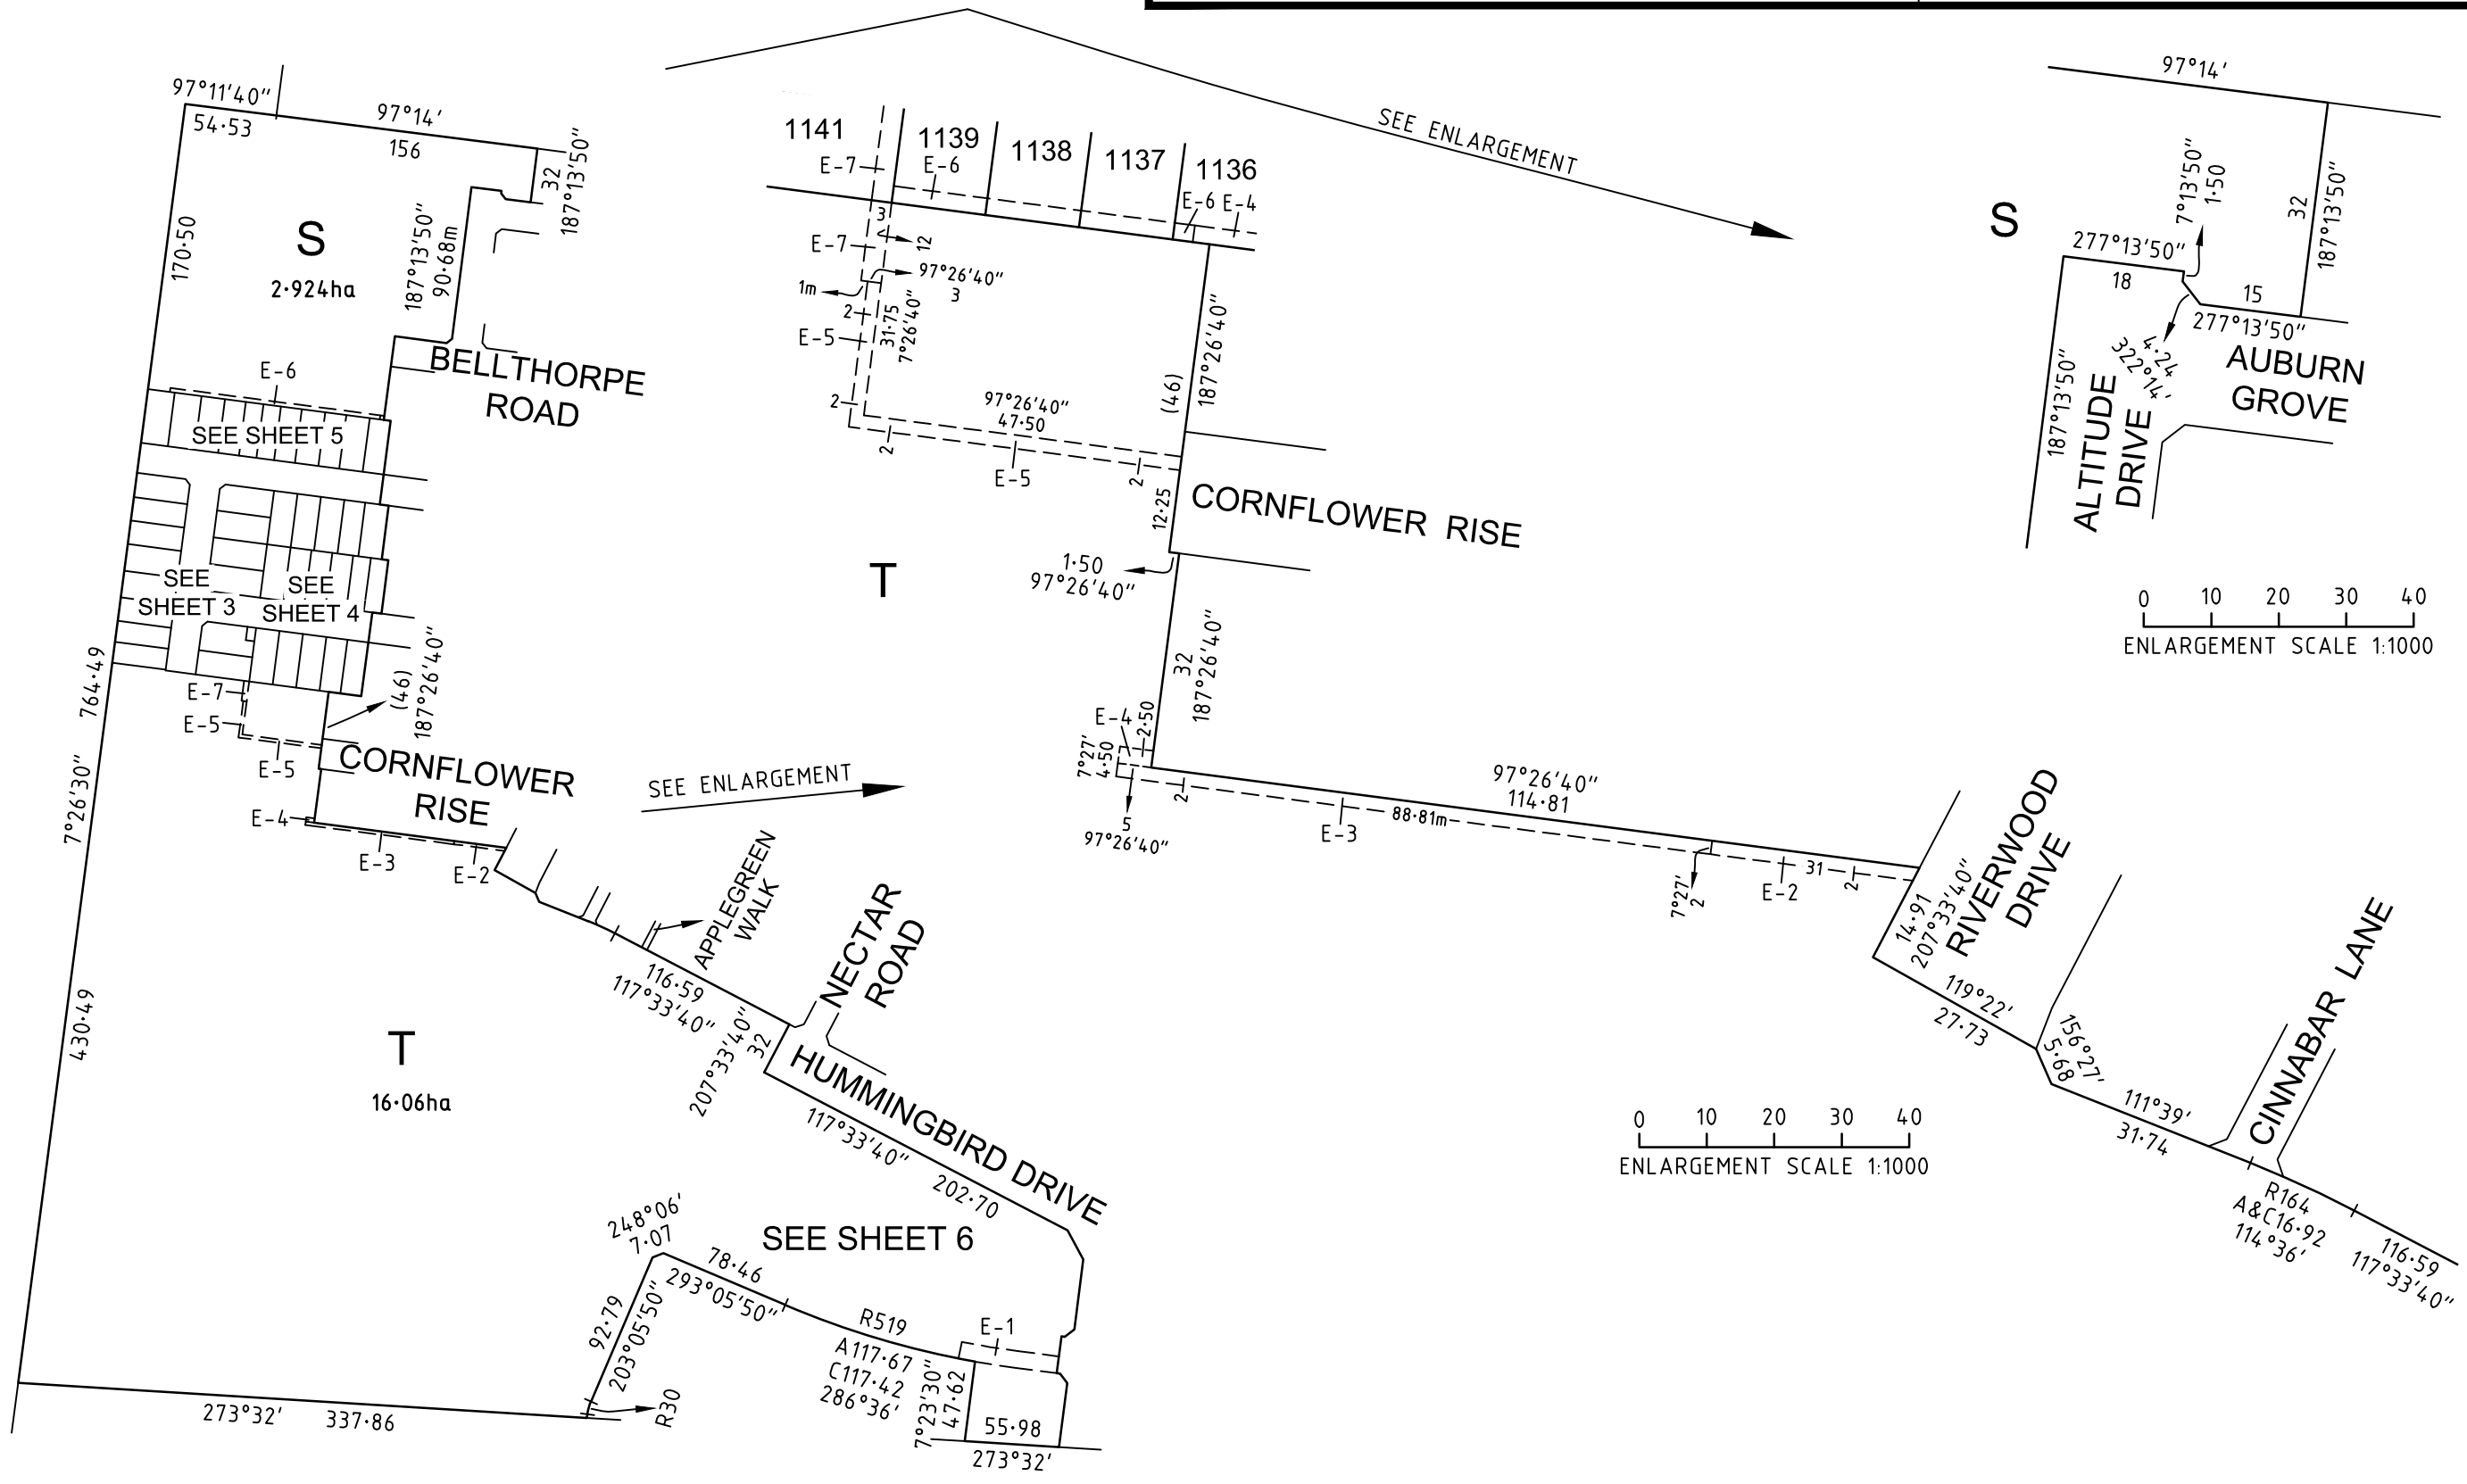 97°11'40"
54·53
97°14'
156
32
187°13'50"
170·50
S
2·924ha
187°13'50"
90·68m
BELLTHORPE
ROAD
E-6
SEE SHEET 5
SEE
SHEET 3
SEE
SHEET 4
764·49
7°26'30"
E-7
E-5
E-5
(46)
187°26'40"
CORNFLOWER
RISE
E-4
E-3
E-2
SEE ENLARGEMENT
APPLEGREEN
WALK
NECTAR
ROAD
116·59
117°33'40"
207°33'40"
32
HUMMINGBIRD DRIVE
117°33'40"
202·70
430·49
T
16·06ha
SEE SHEET 6
248°06'
7·07
78·46
293°05'50"
92·79
203°05'50"
R519
A117·67
C117·42
286°36'
E-1
7°23'30"
47·62
55·98
273°32'
R30
273°32'
337·86
SEE ENLARGEMENT
1141
1139
1138
1137
1136
E-7
E-6
E-6
E-4
3
12
E-7
97°26'40"
3
1m
2
E-5
31·75
7°26'40"
2
97°26'40"
47·50
2
E-5
2
(46)
187°26'40"
12·25
CORNFLOWER RISE
1·50
97°26'40"
T
32
187°26'40"
E-4
2·50
7°27'
4·50
5
97°26'40"
2
97°26'40"
114·81
E-3
88·81m
7°27'
2
E-2
31
2
14·91
207°33'40"
RIVERWOOD
DRIVE
119°22'
27·73
156°27'
5·68
111°39'
31·74
CINNABAR LANE
R164
A&C16·92
114°36'
116·59
117°33'40"
0 10 20 30 40
ENLARGEMENT SCALE 1:1000
97°14'
S
7°13'50"
1·50
32
187°13'50"
277°13'50"
18
15
277°13'50"
4·24
322°14'
187°13'50"
ALTITUDE
DRIVE
AUBURN
GROVE
0 10 20 30 40
ENLARGEMENT SCALE 1:1000